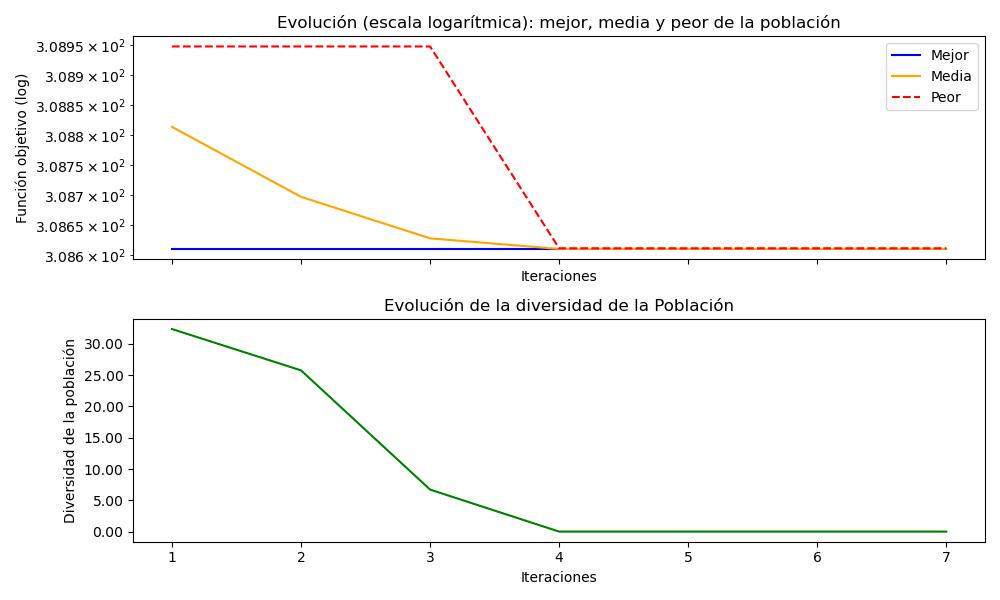 Evolución (escala logarítmica): mejor, media y peor de la población
Función objetivo (log)
3.0895 × 10²
3.089 × 10²
3.0885 × 10²
3.088 × 10²
3.0875 × 10²
3.087 × 10²
3.0865 × 10²
3.086 × 10²
Mejor
Media
Peor
Iteraciones
Evolución de la diversidad de la Población
Diversidad de la población
30.00
25.00
20.00
15.00
10.00
5.00
0.00
1 2 3 4 5 6 7
Iteraciones